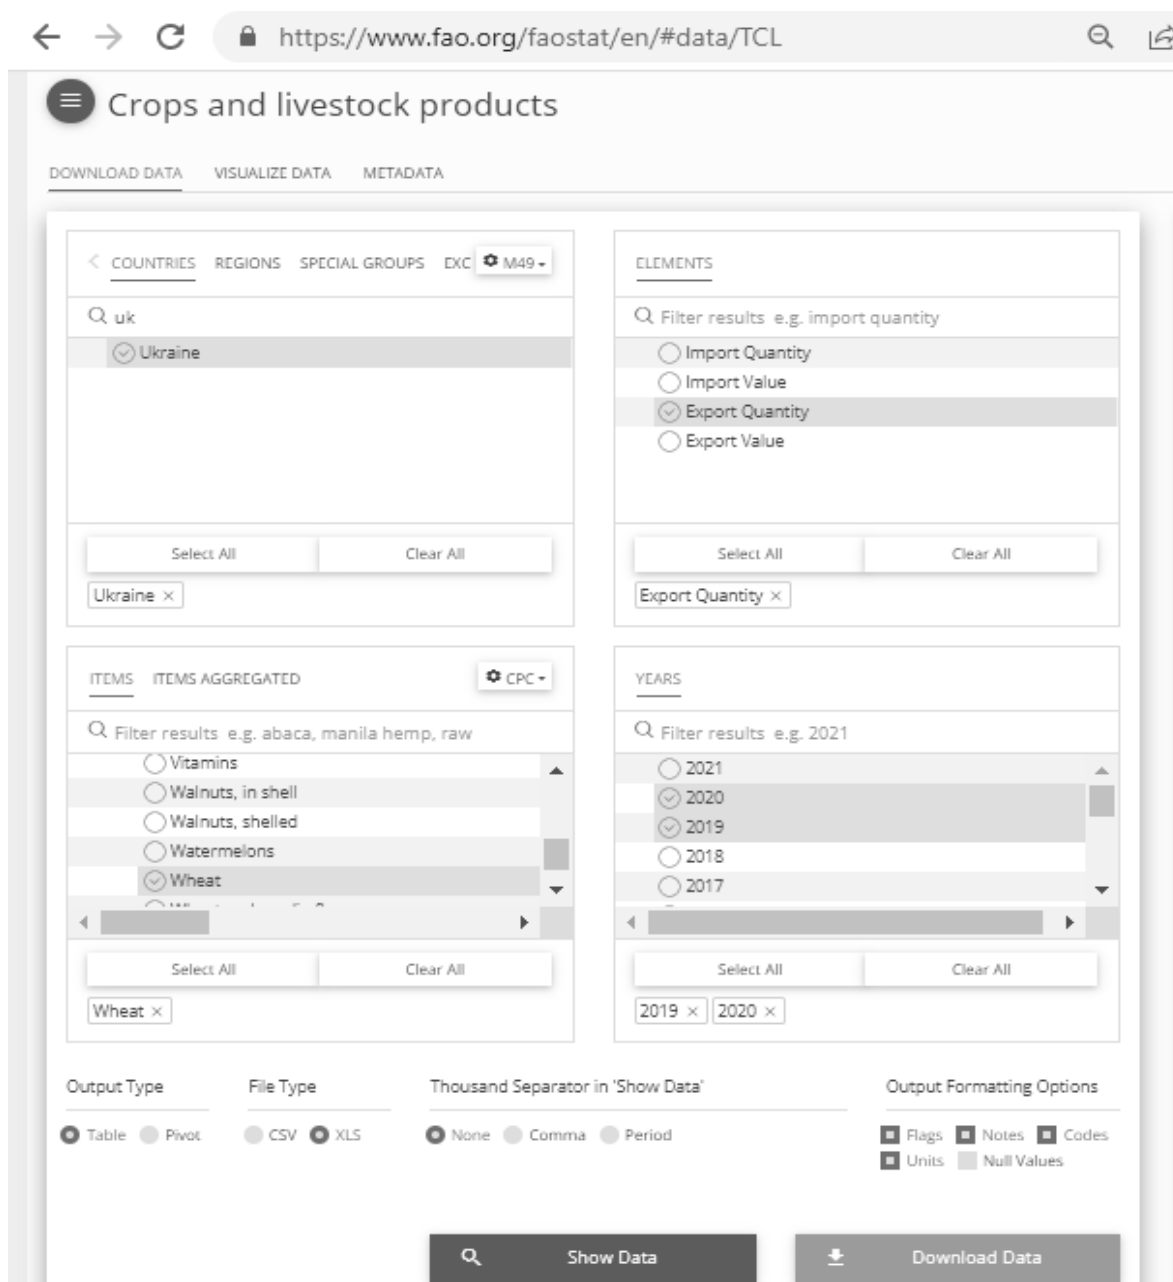 https://www.fao.org/faostat/en/#data/TCL
Crops and livestock products
DOWNLOAD DATA VISUALIZE DATA METADATA
COUNTRIES REGIONS SPECIAL GROUPS EXC M49
uk
Ukraine
Select All Clear All
Ukraine ×
ELEMENTS
Filter results e.g. import quantity
Import Quantity
Import Value
Export Quantity
Export Value
Select All Clear All
Export Quantity ×
ITEMS ITEMS AGGREGATED CPC
Filter results e.g. abaca, manila hemp, raw
Vitamins
Walnuts, in shell
Walnuts, shelled
Watermelons
Wheat
Select All Clear All
Wheat ×
YEARS
Filter results e.g. 2021
2021
2020
2019
2018
2017
Select All Clear All
2019 × 2020 ×
Output Type
Table Pivot
File Type
CSV XLS
Thousand Separator in 'Show Data'
None Comma Period
Output Formatting Options
Flags Notes Codes
Units Null Values
Show Data Download Data